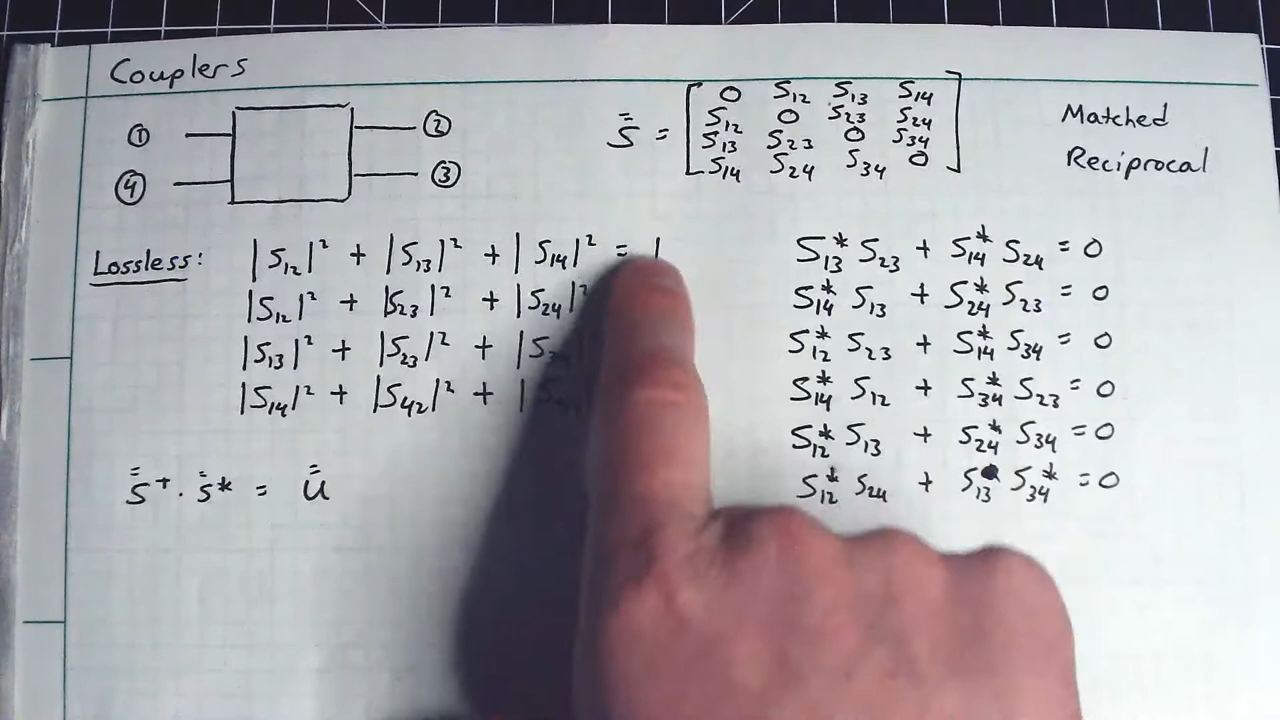 Couplers
① ②
④ ③
S̿ = [ 0 S₁₂ S₁₃ S₁₄
S₁₂ 0 S₂₃ S₂₄
S₁₃ S₂₃ 0 S₃₄
S₁₄ S₂₄ S₃₄ 0 ]
Matched
Reciprocal
Lossless: |S₁₂|² + |S₁₃|² + |S₁₄|² = 1
|S₁₂|² + |S₂₃|² + |S₂₄|²
|S₁₃|² + |S₂₃|² + |S
|S₁₄|² + |S₄₂|² + |S
S̿⁺ · S̿* = U̿
S₁₃* S₂₃ + S₁₄* S₂₄ = 0
S₁₄* S₁₃ + S₂₄* S₂₃ = 0
S₁₂* S₂₃ + S₁₄* S₃₄ = 0
S₁₄* S₁₂ + S₃₄* S₂₃ = 0
S₁₂* S₁₃ + S₂₄* S₃₄ = 0
S₁₂* S₂₄ + S₁₃ S₃₄* = 0